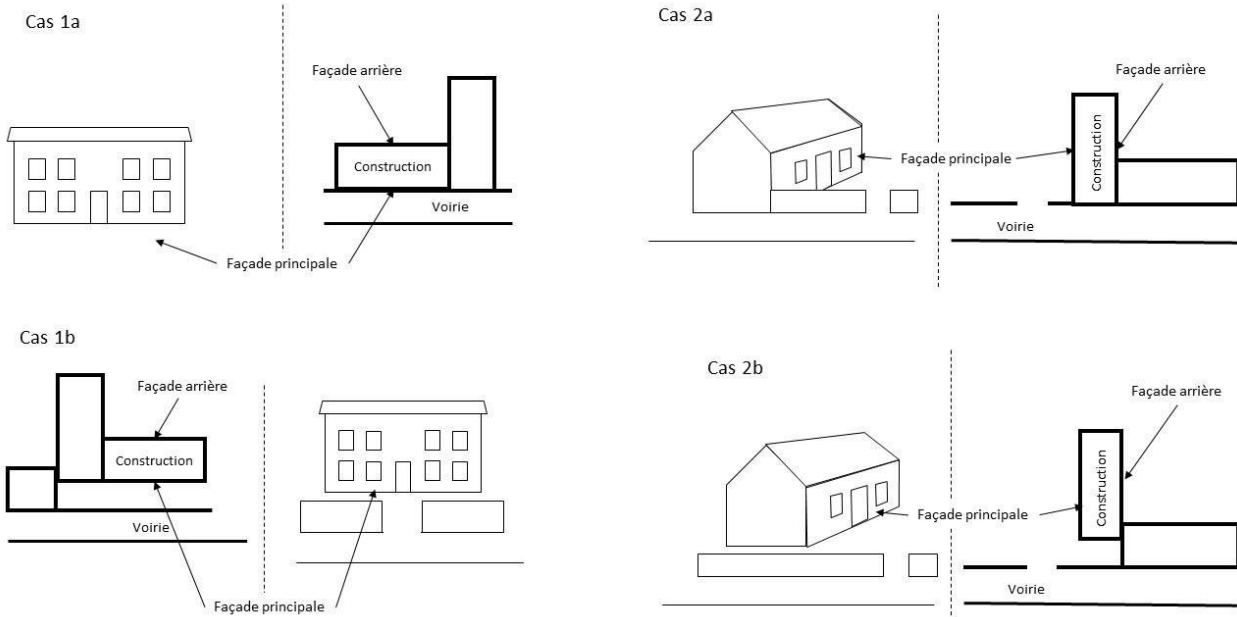 Cas 1a
Façade arrière
Construction
Voirie
Façade principale
Cas 2a
Façade arrière
Façade principale
Construction
Voirie
Cas 1b
Façade arrière
Construction
Voirie
Façade principale
Cas 2b
Façade arrière
Construction
Façade principale
Voirie